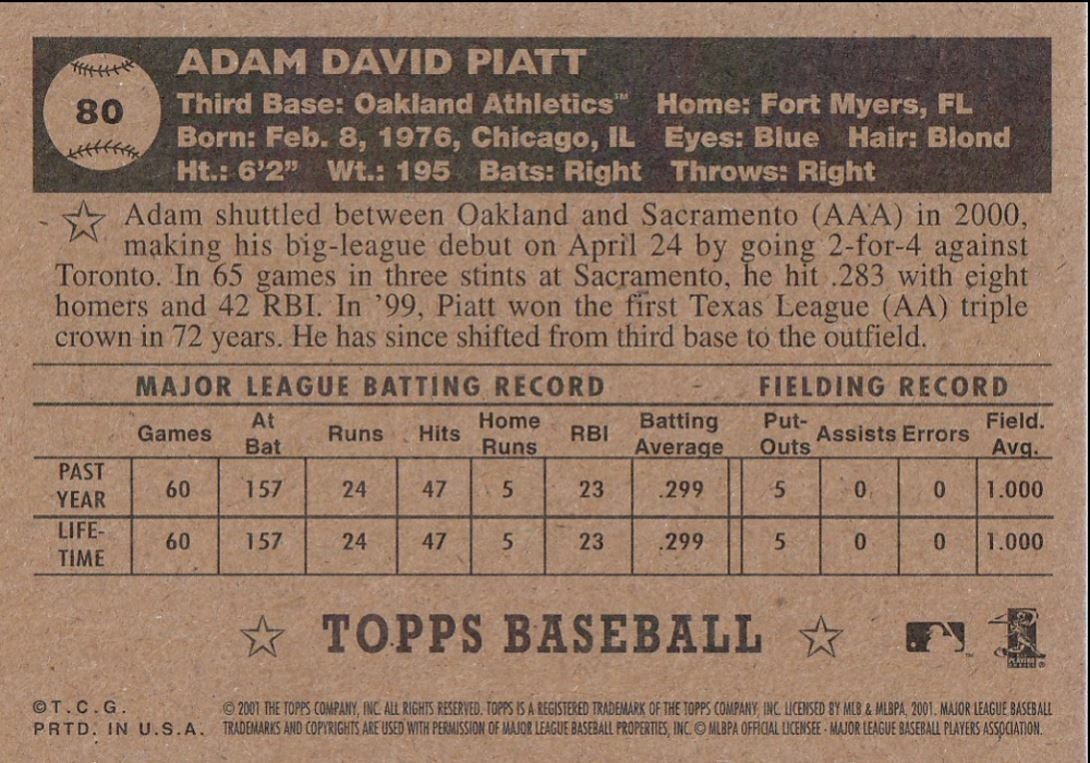 80
ADAM DAVID PIATT
Third Base: Oakland Athletics™ Home: Fort Myers, FL
Born: Feb. 8, 1976, Chicago, IL Eyes: Blue Hair: Blond
Ht.: 6'2” Wt.: 195 Bats: Right Throws: Right
Adam shuttled between Oakland and Sacramento (AAA) in 2000,
making his big-league debut on April 24 by going 2-for-4 against
Toronto. In 65 games in three stints at Sacramento, he hit .283 with eight
homers and 42 RBI. In ’99, Piatt won the first Texas League (AA) triple
crown in 72 years. He has since shifted from third base to the outfield.
MAJOR LEAGUE BATTING RECORD - FIELDING RECORD
Games At Bat Runs Hits Home Runs RBI Batting Average Put-Outs Assists Errors Field. Avg.
PAST YEAR 60 157 24 47 5 23 .299 5 0 0 1.000
LIFE-TIME 60 157 24 47 5 23 .299 5 0 0 1.000
TOPPS BASEBALL
©T.C.G.
PRTD. IN U.S.A.
© 2001 THE TOPPS COMPANY, INC. ALL RIGHTS RESERVED. TOPPS IS A REGISTERED TRADEMARK OF THE TOPPS COMPANY, INC. LICENSED BY MLB & MLBPA, 2001. MAJOR LEAGUE BASEBALL
TRADEMARKS AND COPYRIGHTS ARE USED WITH PERMISSION OF MAJOR LEAGUE BASEBALL PROPERTIES, INC. © MLBPA OFFICIAL LICENSEE - MAJOR LEAGUE BASEBALL PLAYERS ASSOCIATION.